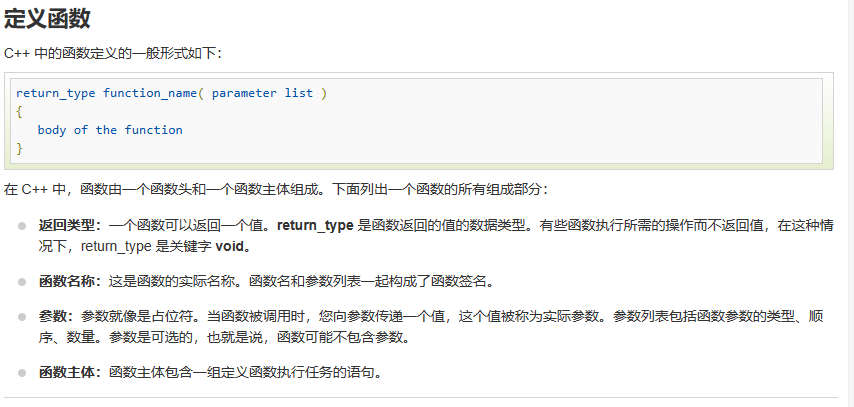 定义函数
C++ 中的函数定义的一般形式如下：
return_type function_name( parameter list )
{
body of the function
}
在 C++ 中，函数由一个函数头和一个函数主体组成。下面列出一个函数的所有组成部分：
返回类型：一个函数可以返回一个值。return_type 是函数返回的值的数据类型。有些函数执行所需的操作而不返回值，在这种情
况下，return_type 是关键字 void。
函数名称：这是函数的实际名称。函数名和参数列表一起构成了函数签名。
参数：参数就像是占位符。当函数被调用时，您向参数传递一个值，这个值被称为实际参数。参数列表包括函数参数的类型、顺
序、数量。参数是可选的，也就是说，函数可能不包含参数。
函数主体：函数主体包含一组定义函数执行任务的语句。